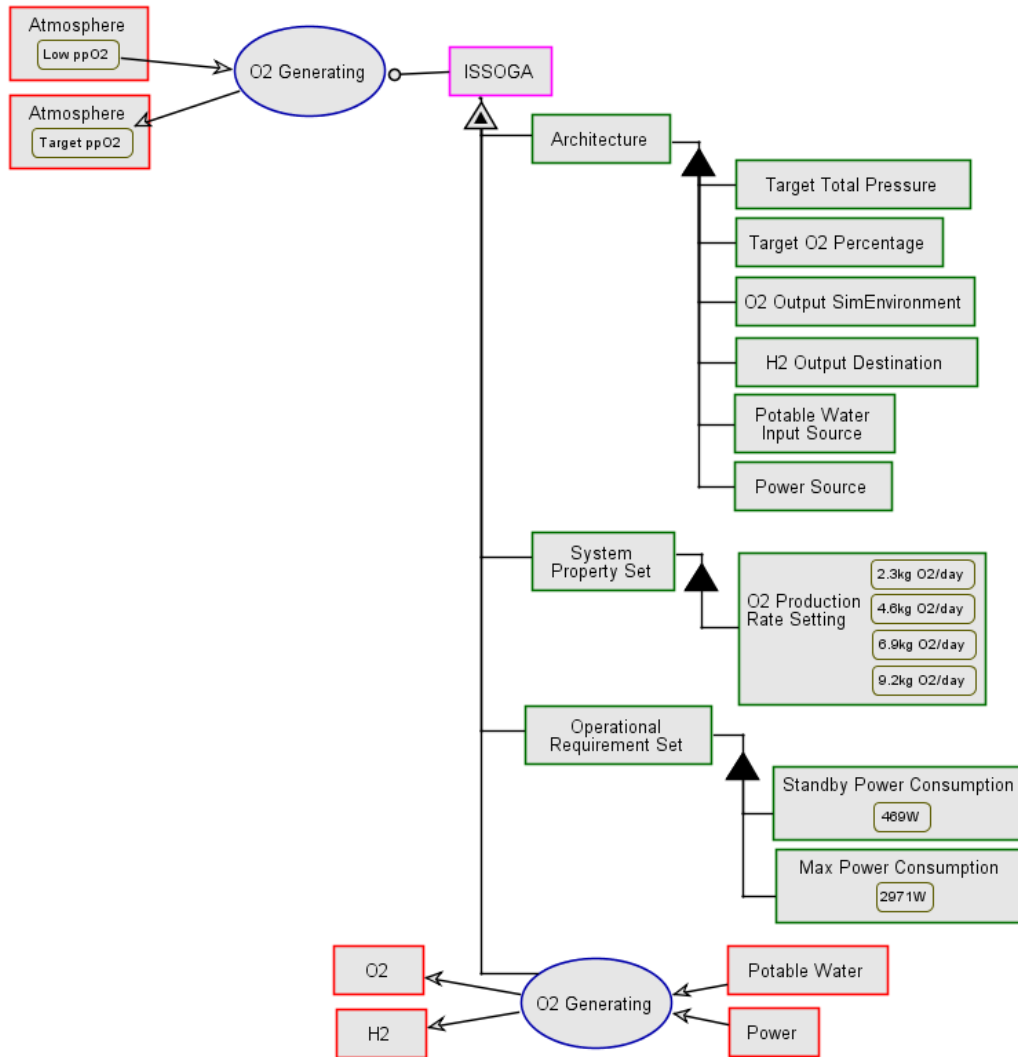 Atmosphere
Low ppO2
O2 Generating
ISSOGA
Atmosphere
Target ppO2
Architecture
Target Total Pressure
Target O2 Percentage
O2 Output SimEnvironment
H2 Output Destination
Potable Water
Input Source
Power Source
System
Property Set
O2 Production
Rate Setting
2.3kg O2/day
4.6kg O2/day
6.9kg O2/day
9.2kg O2/day
Operational
Requirement Set
Standby Power Consumption
469W
Max Power Consumption
2971W
O2
H2
O2 Generating
Potable Water
Power